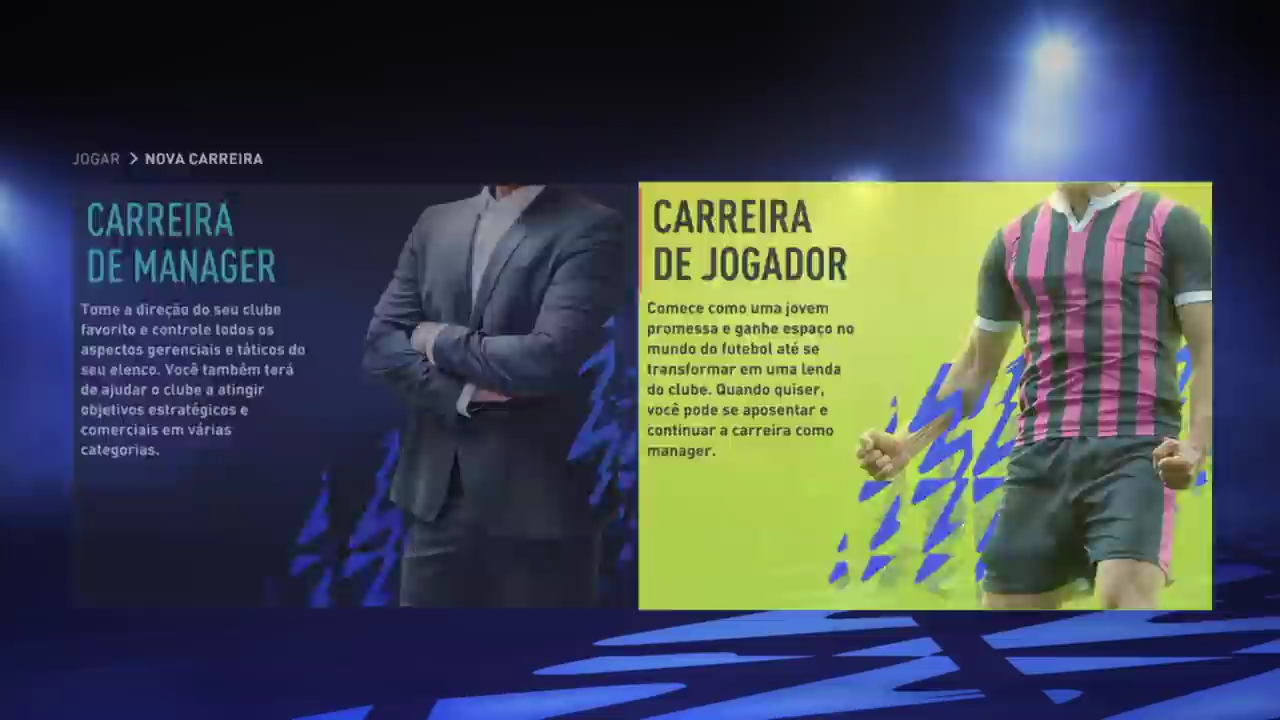 JOGAR > NOVA CARREIRA
CARREIRA
DE MANAGER
Tome a direção do seu clube
favorito e controle todos os
aspectos gerenciais e táticos do
seu elenco. Você também terá
de ajudar o clube a atingir
objetivos estratégicos e
comerciais em várias
categorias.
CARREIRA
DE JOGADOR
Comece como uma jovem
promessa e ganhe espaço no
mundo do futebol até se
transformar em uma lenda
do clube. Quando quiser,
você pode se aposentar e
continuar a carreira como
manager.